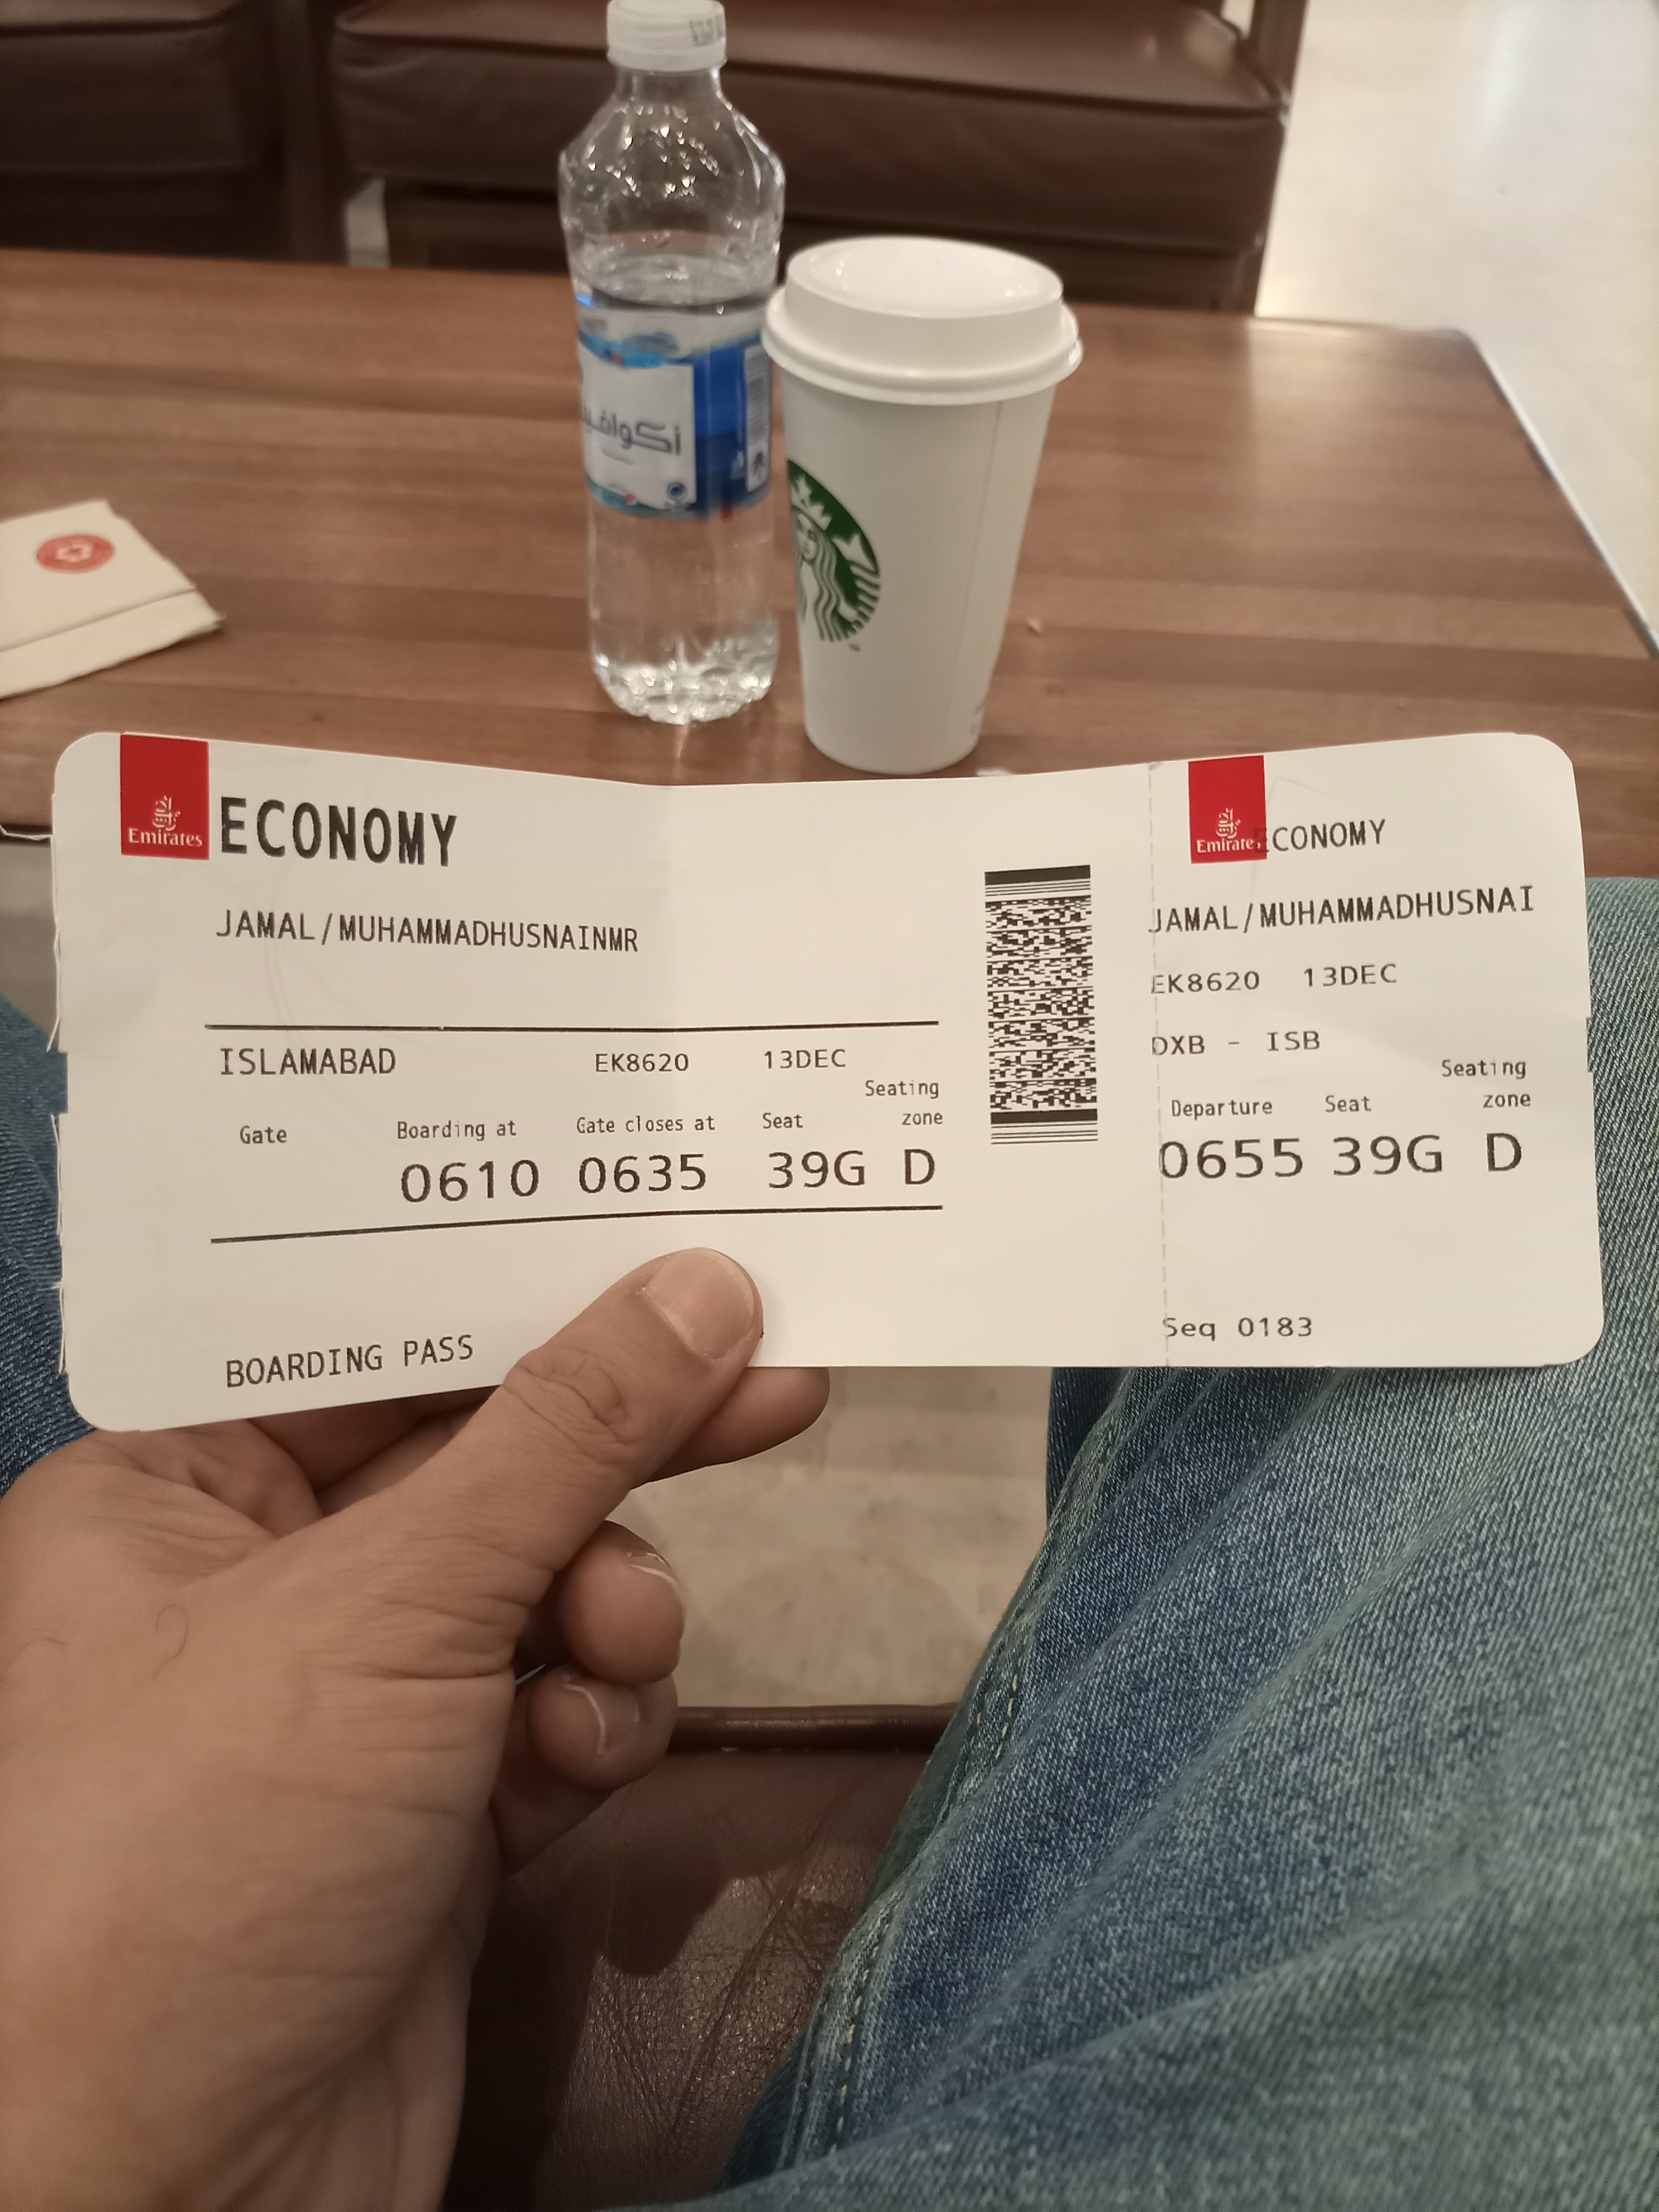 أكوافينا
Emirates
ECONOMY
JAMAL/MUHAMMADHUSNAINMR
ISLAMABAD EK8620 13DEC
Gate Boarding at Gate closes at Seat Seating zone
0610 0635 39G D
BOARDING PASS
Emirates
ECONOMY
JAMAL/MUHAMMADHUSNAI
EK8620 13DEC
DXB - ISB
Departure Seat Seating zone
0655 39G D
Seq 0183